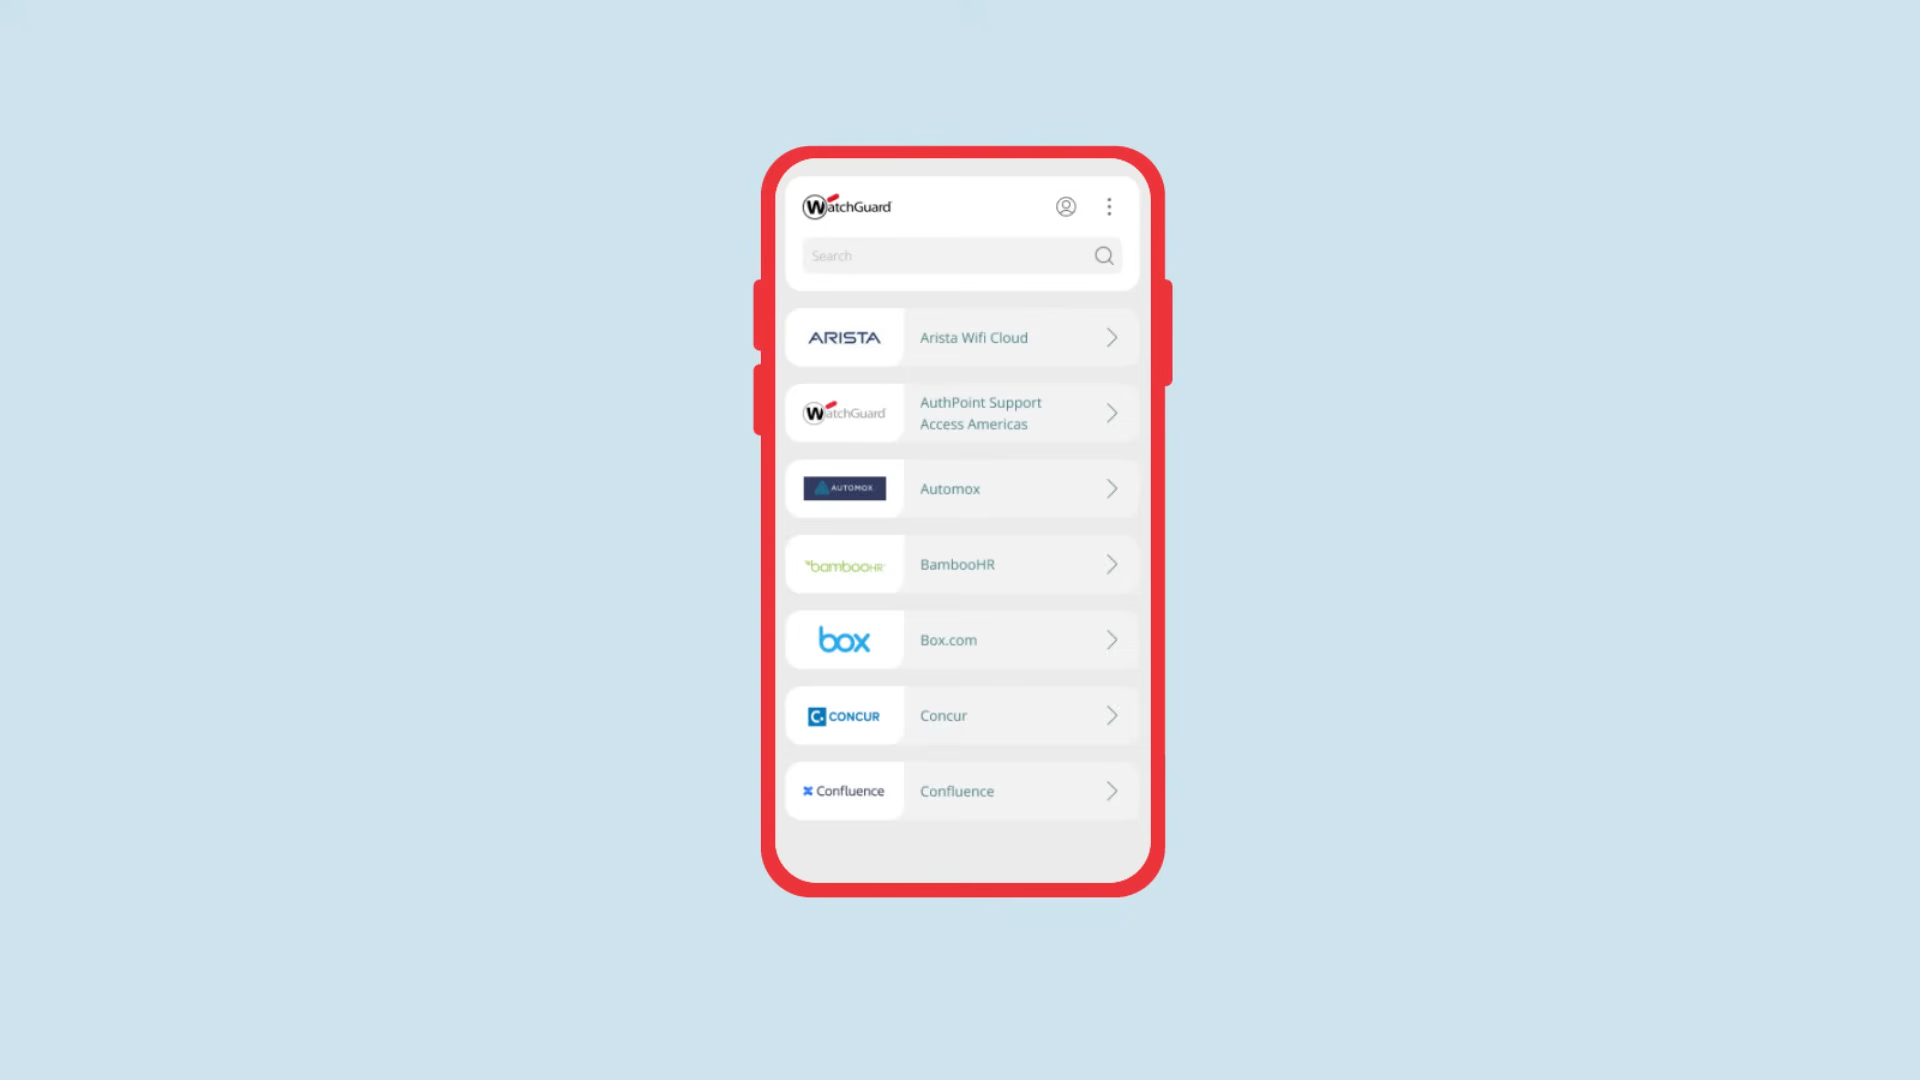 WatchGuard
Search
ARISTA
Arista Wifi Cloud
WatchGuard
AuthPoint Support
Access Americas
AUTOMOX
Automox
bambooHR
BambooHR
box
Box.com
C. CONCUR
Concur
Confluence
Confluence